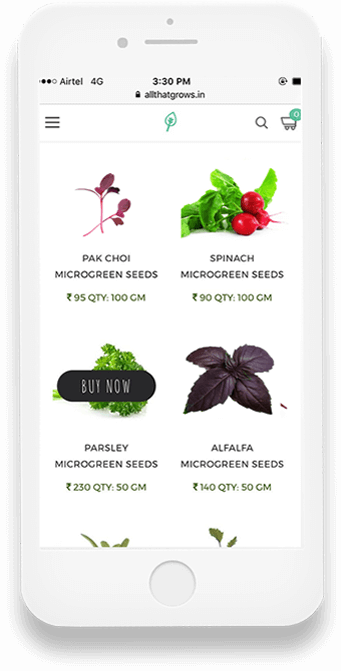 Airtel 4G 3:30 PM
allthatgrows.in
0
PAK CHOI
MICROGREEN SEEDS
₹ 95 QTY: 100 GM
SPINACH
MICROGREEN SEEDS
₹ 90 QTY: 100 GM
BUY NOW
PARSLEY
MICROGREEN SEEDS
₹ 230 QTY: 50 GM
ALFALFA
MICROGREEN SEEDS
₹ 140 QTY: 50 GM